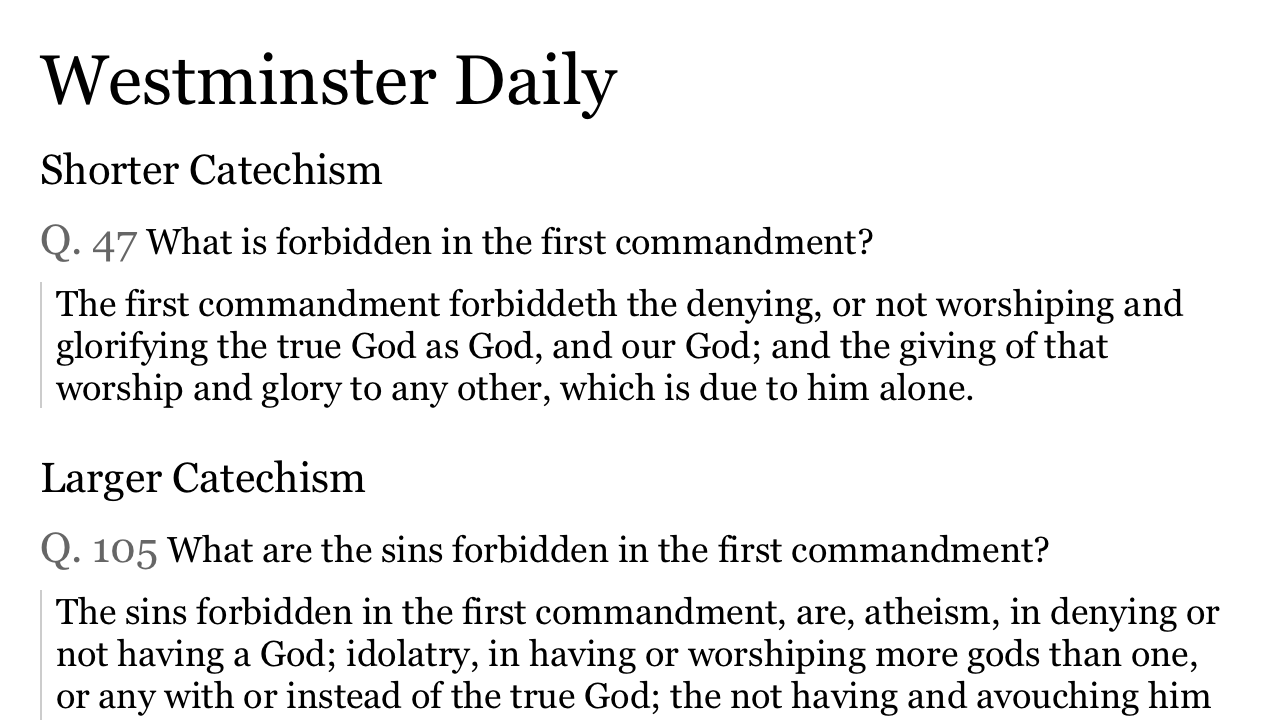 Westminster Daily
Shorter Catechism
Q. 47 What is forbidden in the first commandment?
The first commandment forbiddeth the denying, or not worshiping and
glorifying the true God as God, and our God; and the giving of that
worship and glory to any other, which is due to him alone.
Larger Catechism
Q. 105 What are the sins forbidden in the first commandment?
The sins forbidden in the first commandment, are, atheism, in denying or
not having a God; idolatry, in having or worshiping more gods than one,
or any with or instead of the true God; the not having and avouching him